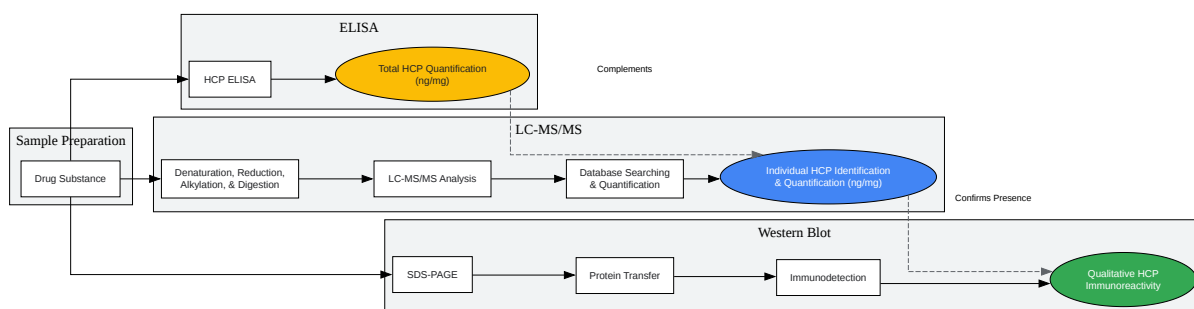 ELISA
HCP ELISA
Total HCP Quantification
(ng/mg)
Complements
Sample Preparation
Drug Substance
LC-MS/MS
Denaturation, Reduction,
Alkylation, & Digestion
LC-MS/MS Analysis
Database Searching
& Quantification
Individual HCP Identification
& Quantification (ng/mg)
Confirms Presence
Western Blot
SDS-PAGE
Protein Transfer
Immunodetection
Qualitative HCP
Immunoreactivity